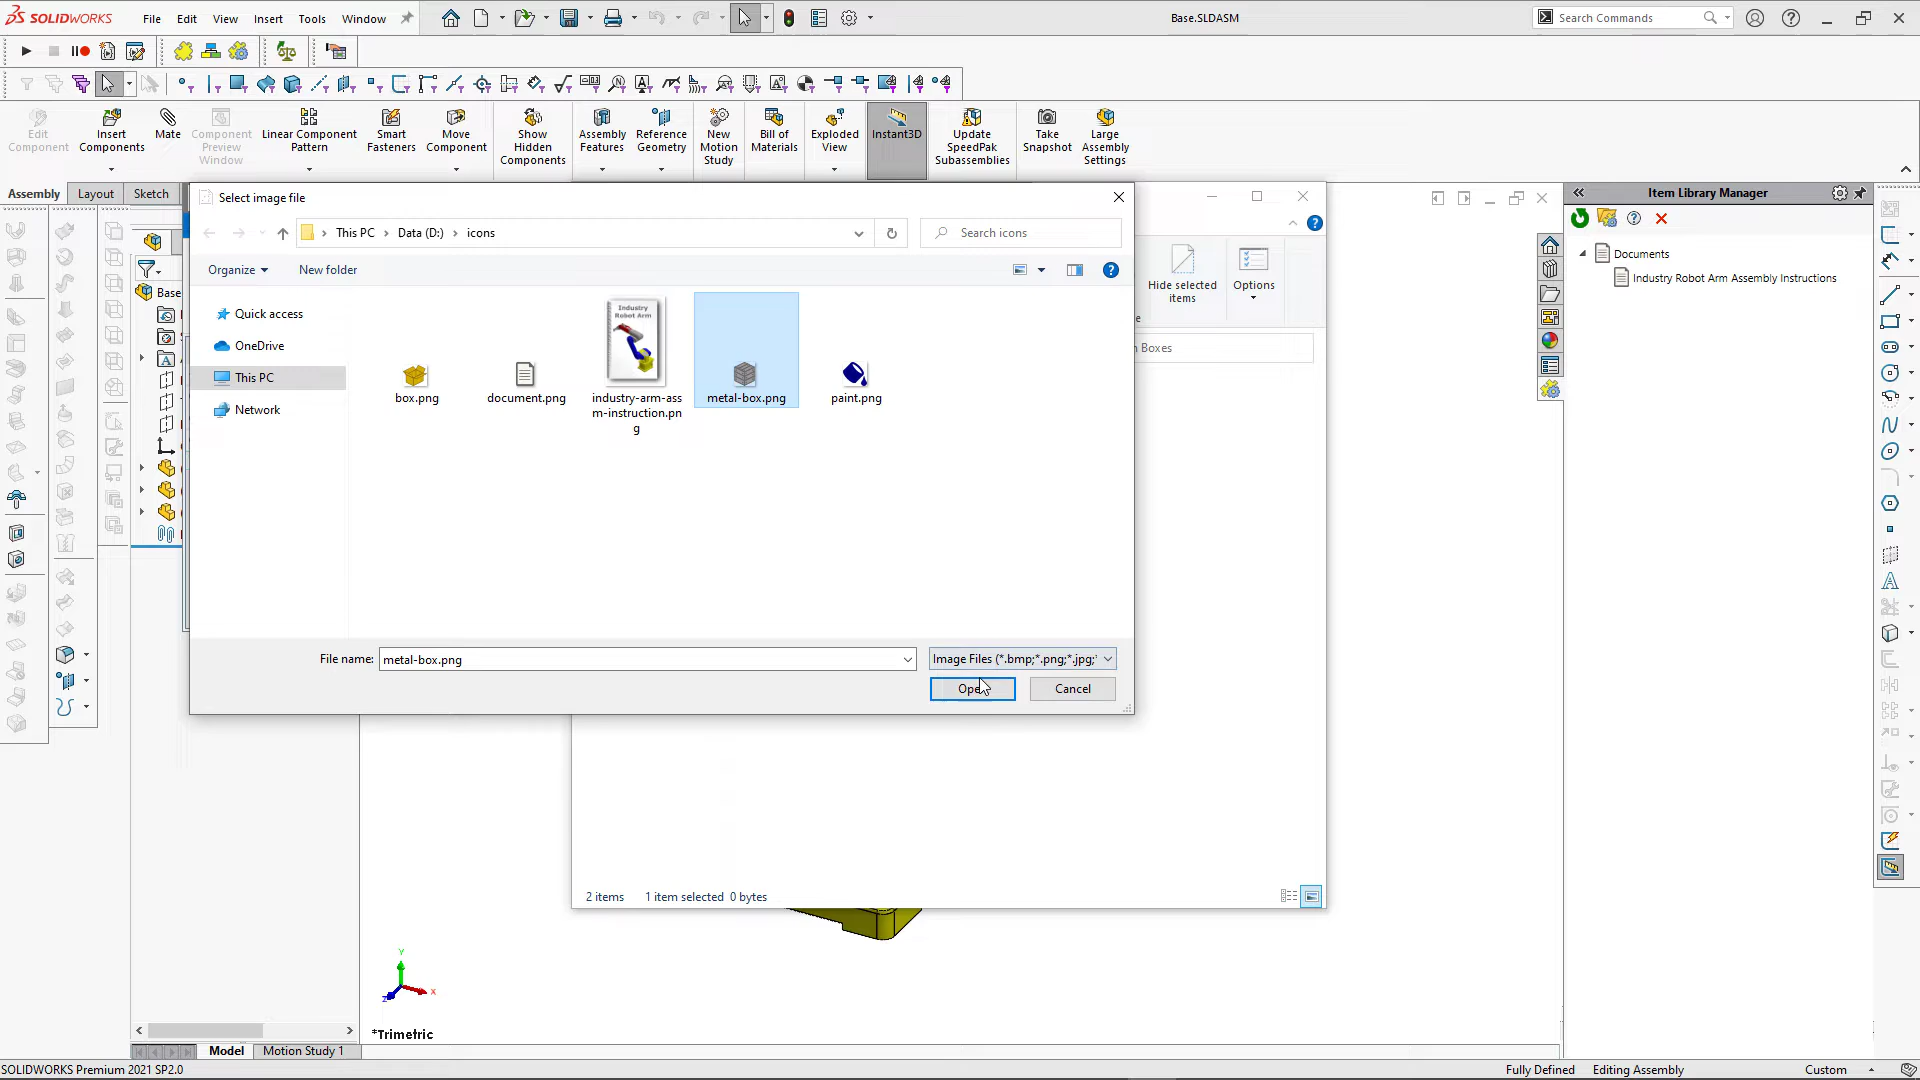 SOLIDWORKS File Edit View Insert Tools Window Base.SLDASM Search Commands
Edit Component
Insert Components
Mate
Component Preview Window
Linear Component Pattern
Smart Fasteners
Move Component
Show Hidden Components
Assembly Features
Reference Geometry
New Motion Study
Bill of Materials
Exploded View
Instant3D
Update SpeedPak Subassemblies
Take Snapshot
Large Assembly Settings
Assembly Layout Sketch
Select image file
This PC > Data (D:) > icons
Search icons
Organize New folder
Quick access
OneDrive
This PC
Network
box.png
document.png
Industry
Robot Arm
industry-arm-ass
m-instruction.pn
g
metal-box.png
paint.png
File name: metal-box.png
Image Files (*.bmp;*.png;*.jpg;
Cancel
Base
Hide selected
items
Options
Boxes
2 items 1 item selected 0 bytes
Item Library Manager
Documents
Industry Robot Arm Assembly Instructions
Y
X
Z
*Trimetric
Model Motion Study 1
SOLIDWORKS Premium 2021 SP2.0 Fully Defined Editing Assembly Custom